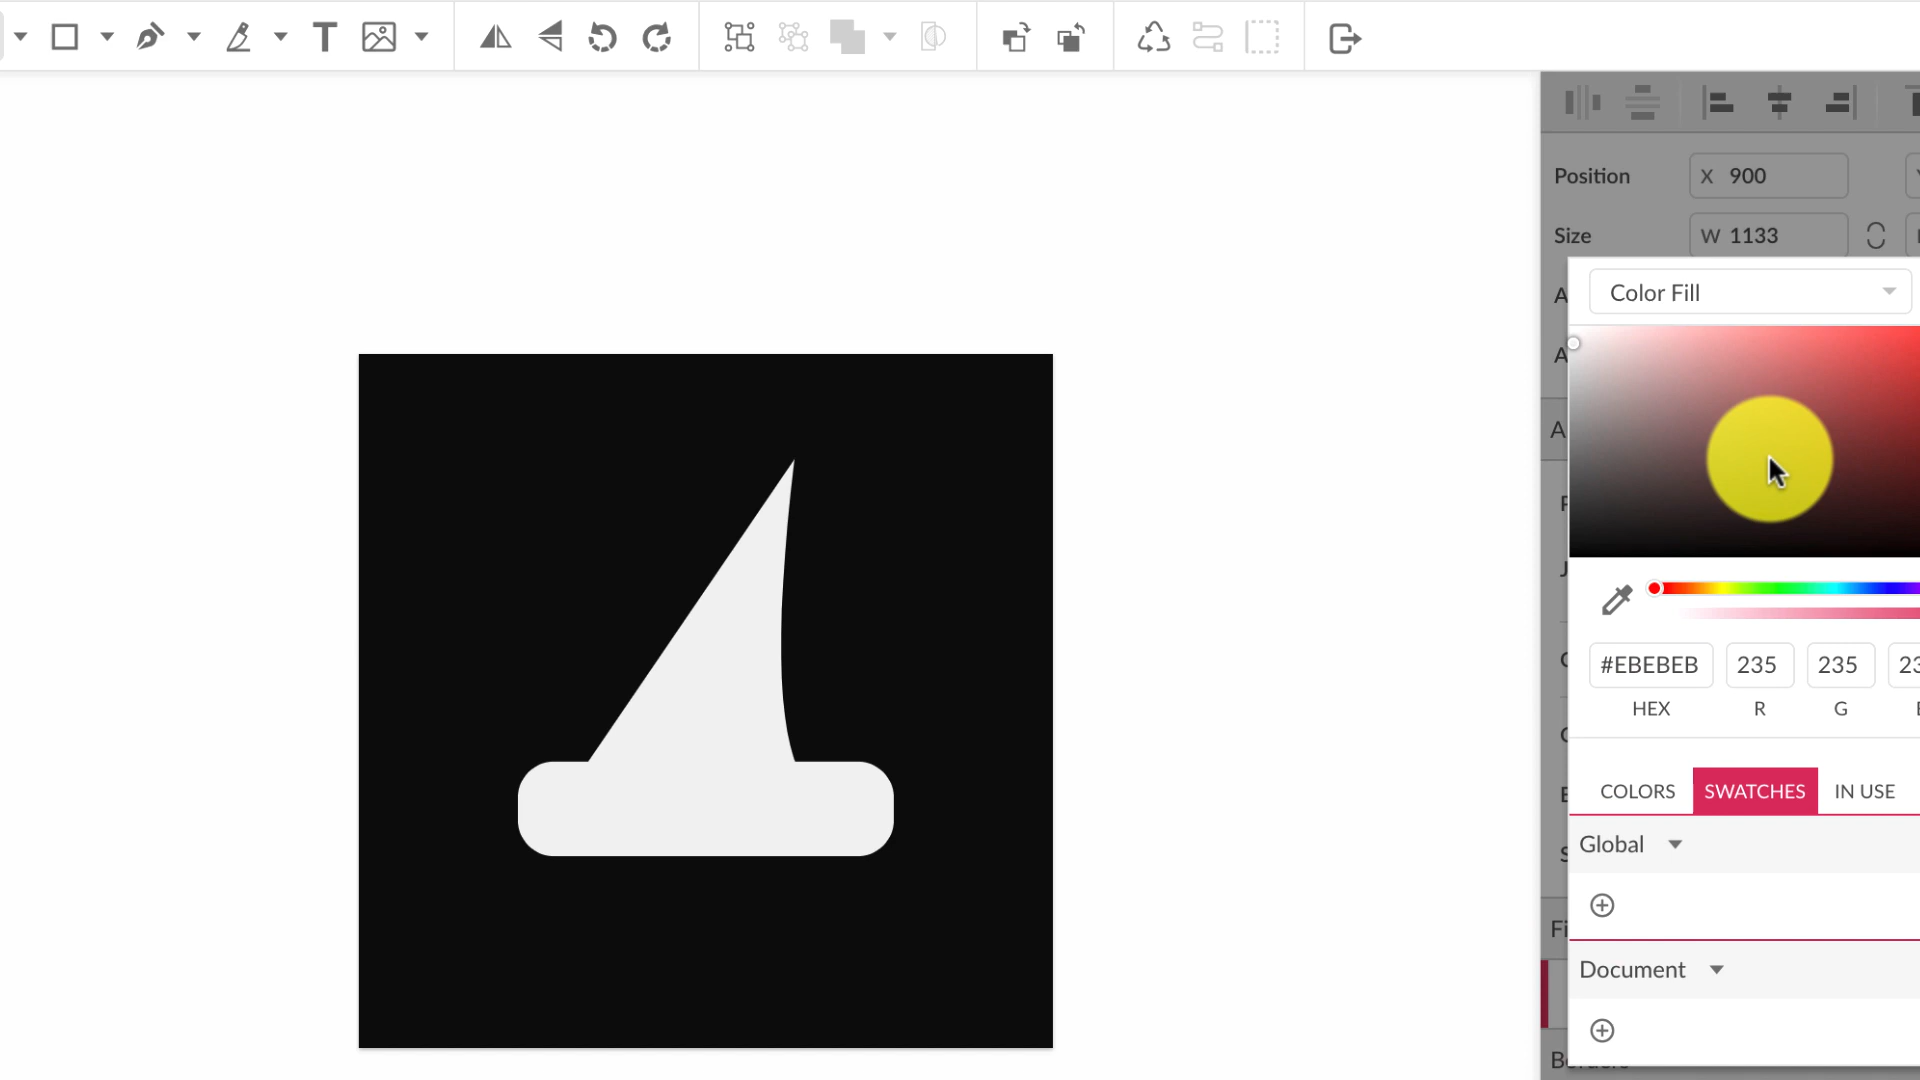 T
Position X 900
Size W 1133
Color Fill
#EBEBEB 235 235
HEX R G
COLORS SWATCHES IN USE
Global
Document